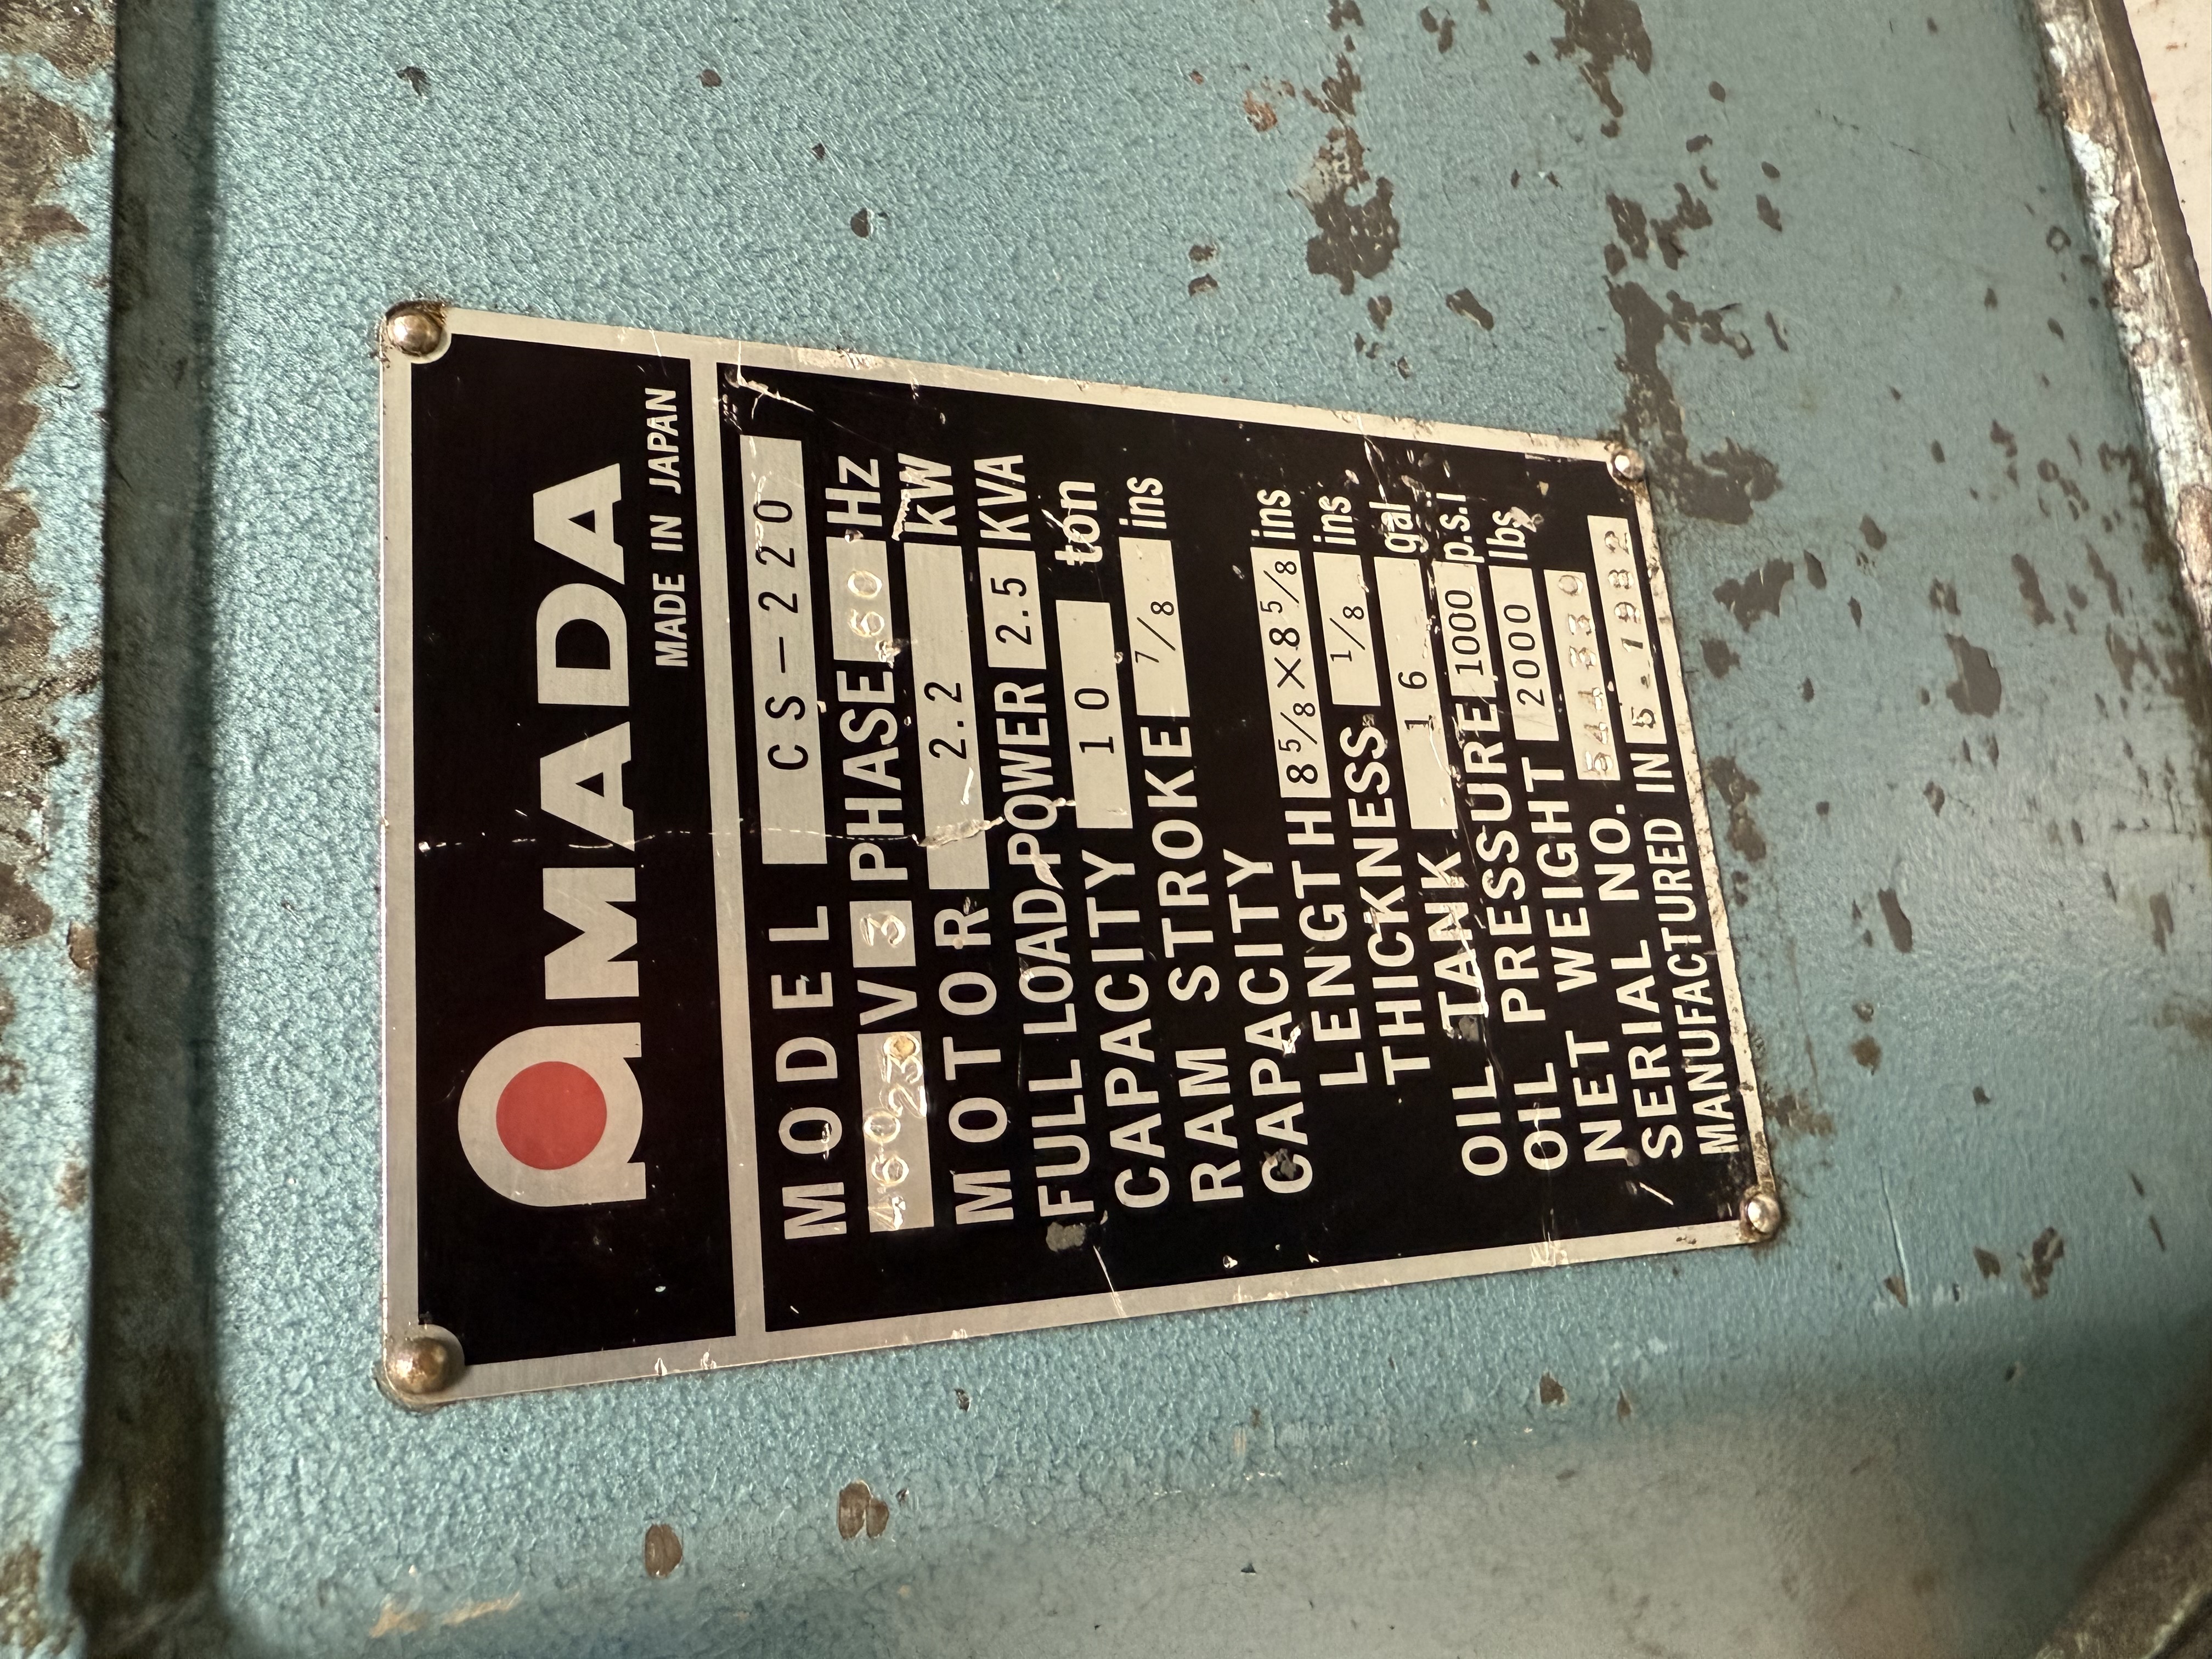 AMADA
MADE IN JAPAN
MODEL CS-220
460 230 V 3 PHASE 60 Hz
MOTOR 2.2 kW
FULL LOAD POWER 2.5 KVA
CAPACITY 10 ton
RAM STROKE 7/8 ins
CAPACITY
LENGTH 8 5/8 × 8 5/8 ins
THICKNESS 1/8 ins
OIL TANK 16 gal
OIL PRESSURE 1000 p.s.i
NET WEIGHT 2000 lbs
SERIAL NO. 544330
MANUFACTURED IN 5-1982